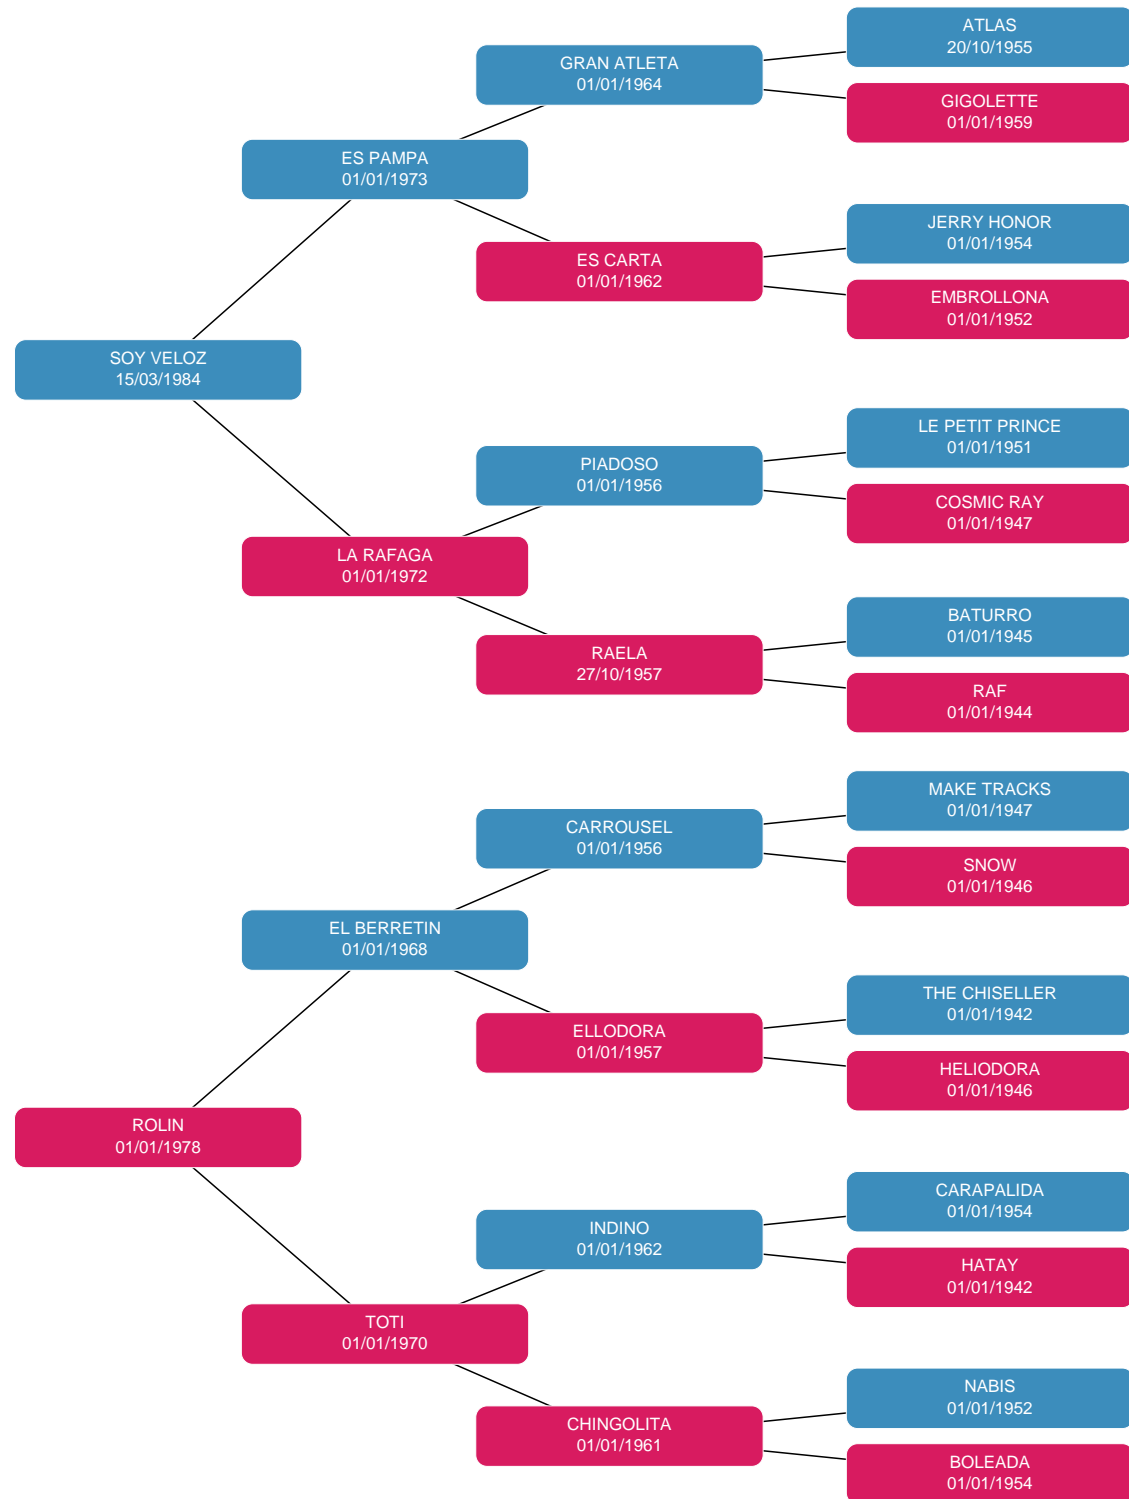 ATLAS
20/10/1955
GRAN ATLETA
01/01/1964
GIGOLETTE
01/01/1959
ES PAMPA
01/01/1973
JERRY HONOR
01/01/1954
ES CARTA
01/01/1962
EMBROLLONA
01/01/1952
SOY VELOZ
15/03/1984
LE PETIT PRINCE
01/01/1951
PIADOSO
01/01/1956
COSMIC RAY
01/01/1947
LA RAFAGA
01/01/1972
BATURRO
01/01/1945
RAELA
27/10/1957
RAF
01/01/1944
MAKE TRACKS
01/01/1947
CARROUSEL
01/01/1956
SNOW
01/01/1946
EL BERRETIN
01/01/1968
THE CHISELLER
01/01/1942
ELLODORA
01/01/1957
HELIODORA
01/01/1946
ROLIN
01/01/1978
CARAPALIDA
01/01/1954
INDINO
01/01/1962
HATAY
01/01/1942
TOTI
01/01/1970
NABIS
01/01/1952
CHINGOLITA
01/01/1961
BOLEADA
01/01/1954